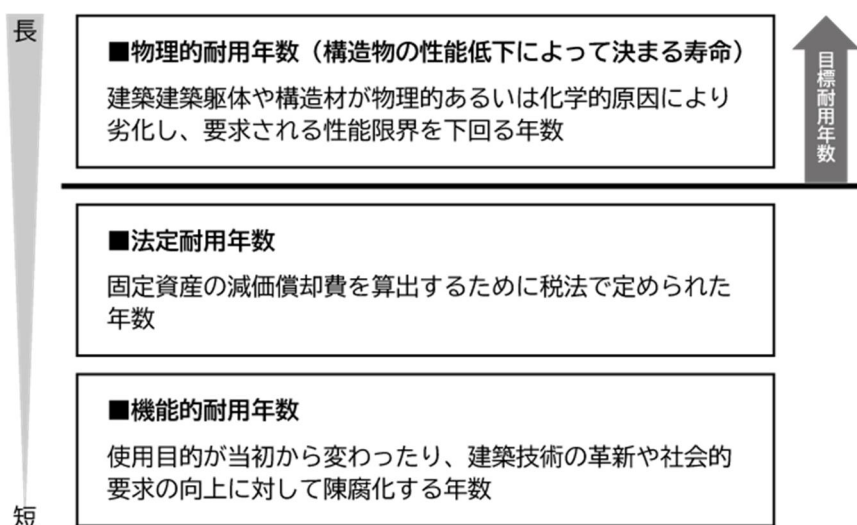 長
■物理的耐用年数（構造物の性能低下によって決まる寿命）
建築建築躯体や構造材が物理的あるいは化学的原因により
劣化し、要求される性能限界を下回る年数
目標耐用年数
■法定耐用年数
固定資産の減価償却費を算出するために税法で定められた
年数
■機能的耐用年数
使用目的が当初から変わったり、建築技術の革新や社会的
要求の向上に対して陳腐化する年数
短